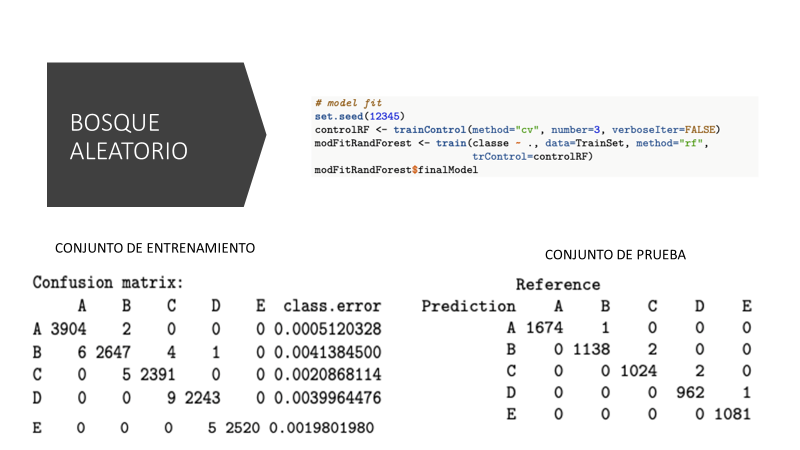 BOSQUE
ALEATORIO
# model fit
set.seed(12345)
controlRF <- trainControl(method="cv", number=3, verboseIter=FALSE)
modFitRandForest <- train(classe ~ ., data=TrainSet, method="rf",
trControl=controlRF)
modFitRandForest$finalModel
CONJUNTO DE ENTRENAMIENTO
Confusion matrix:
A B C D E class.error
A 3904 2 0 0 0 0.0005120328
B 6 2647 4 1 0 0.0041384500
C 0 5 2391 0 0 0.0020868114
D 0 0 9 2243 0 0.0039964476
E 0 0 0 5 2520 0.0019801980
CONJUNTO DE PRUEBA
Reference
Prediction A B C D E
A 1674 1 0 0 0
B 0 1138 2 0 0
C 0 0 1024 2 0
D 0 0 0 962 1
E 0 0 0 0 1081